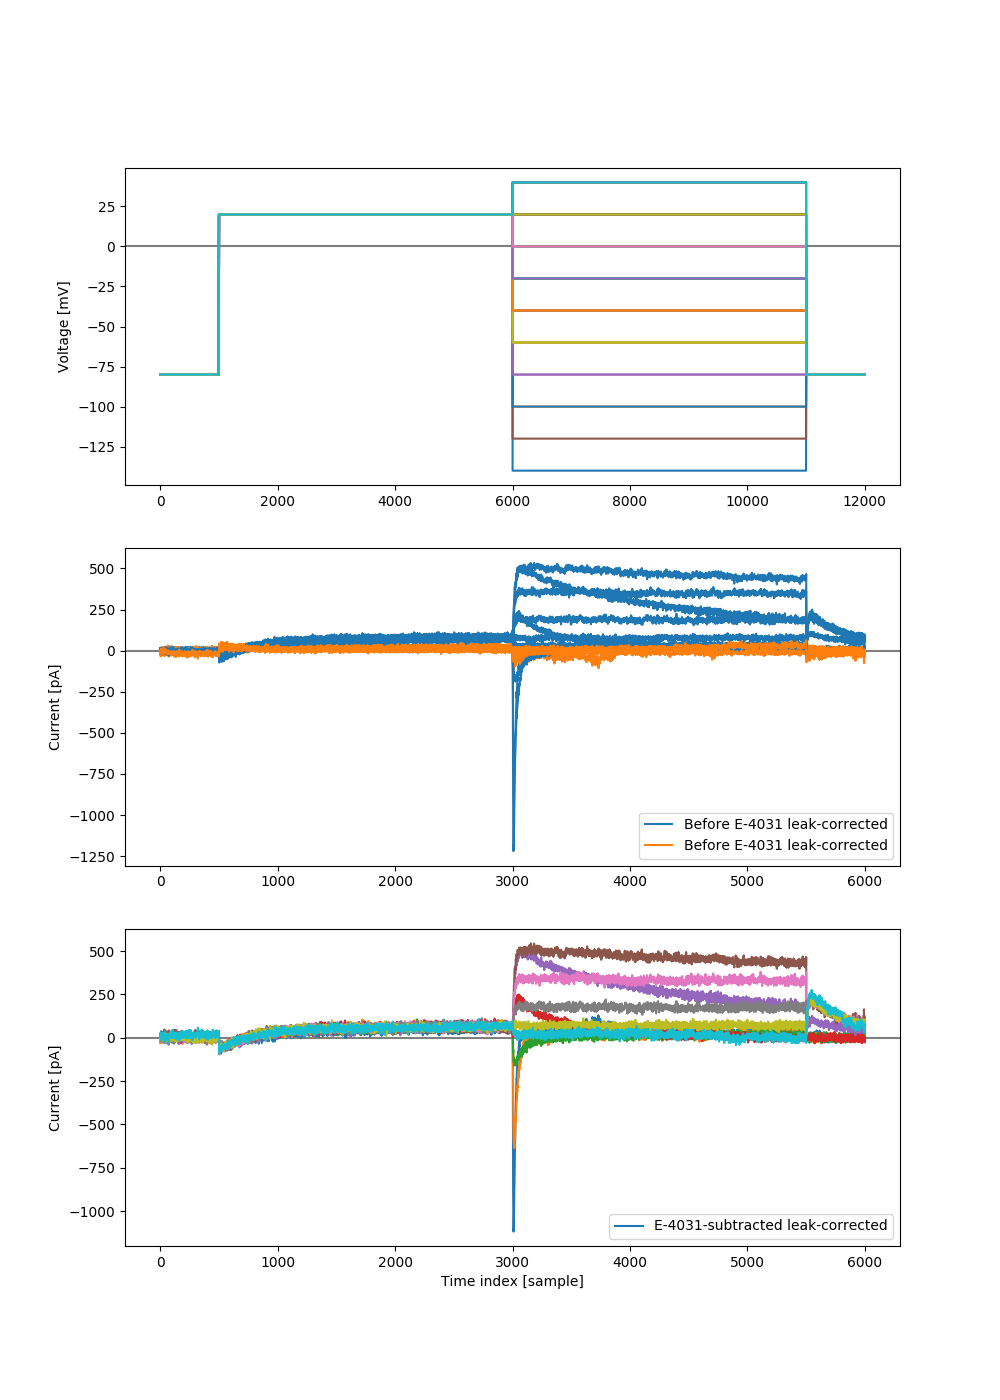 25
0
−25
−50
−75
−100
−125
Voltage [mV]
0 2000 4000 6000 8000 10000 12000
500
250
0
−250
−500
−750
−1000
−1250
Current [pA]
Before E-4031 leak-corrected
Before E-4031 leak-corrected
0 1000 2000 3000 4000 5000 6000
500
250
0
−250
−500
−750
−1000
Current [pA]
E-4031-subtracted leak-corrected
0 1000 2000 3000 4000 5000 6000
Time index [sample]